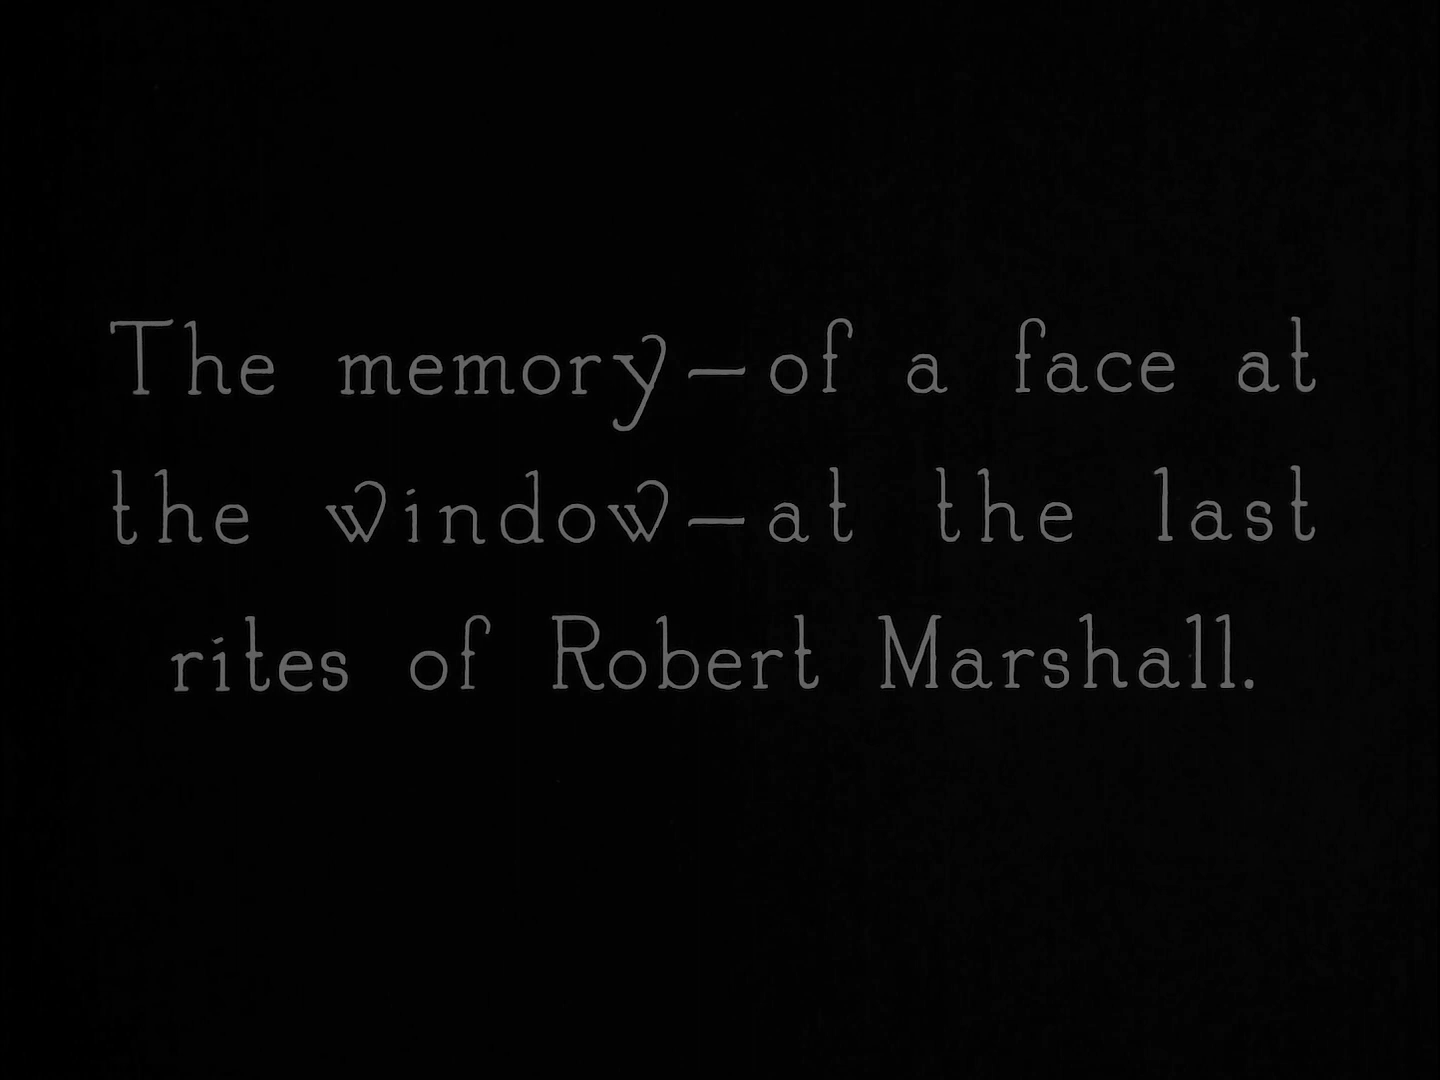 The memory—of a face at
the window—at the last
rites of Robert Marshall.